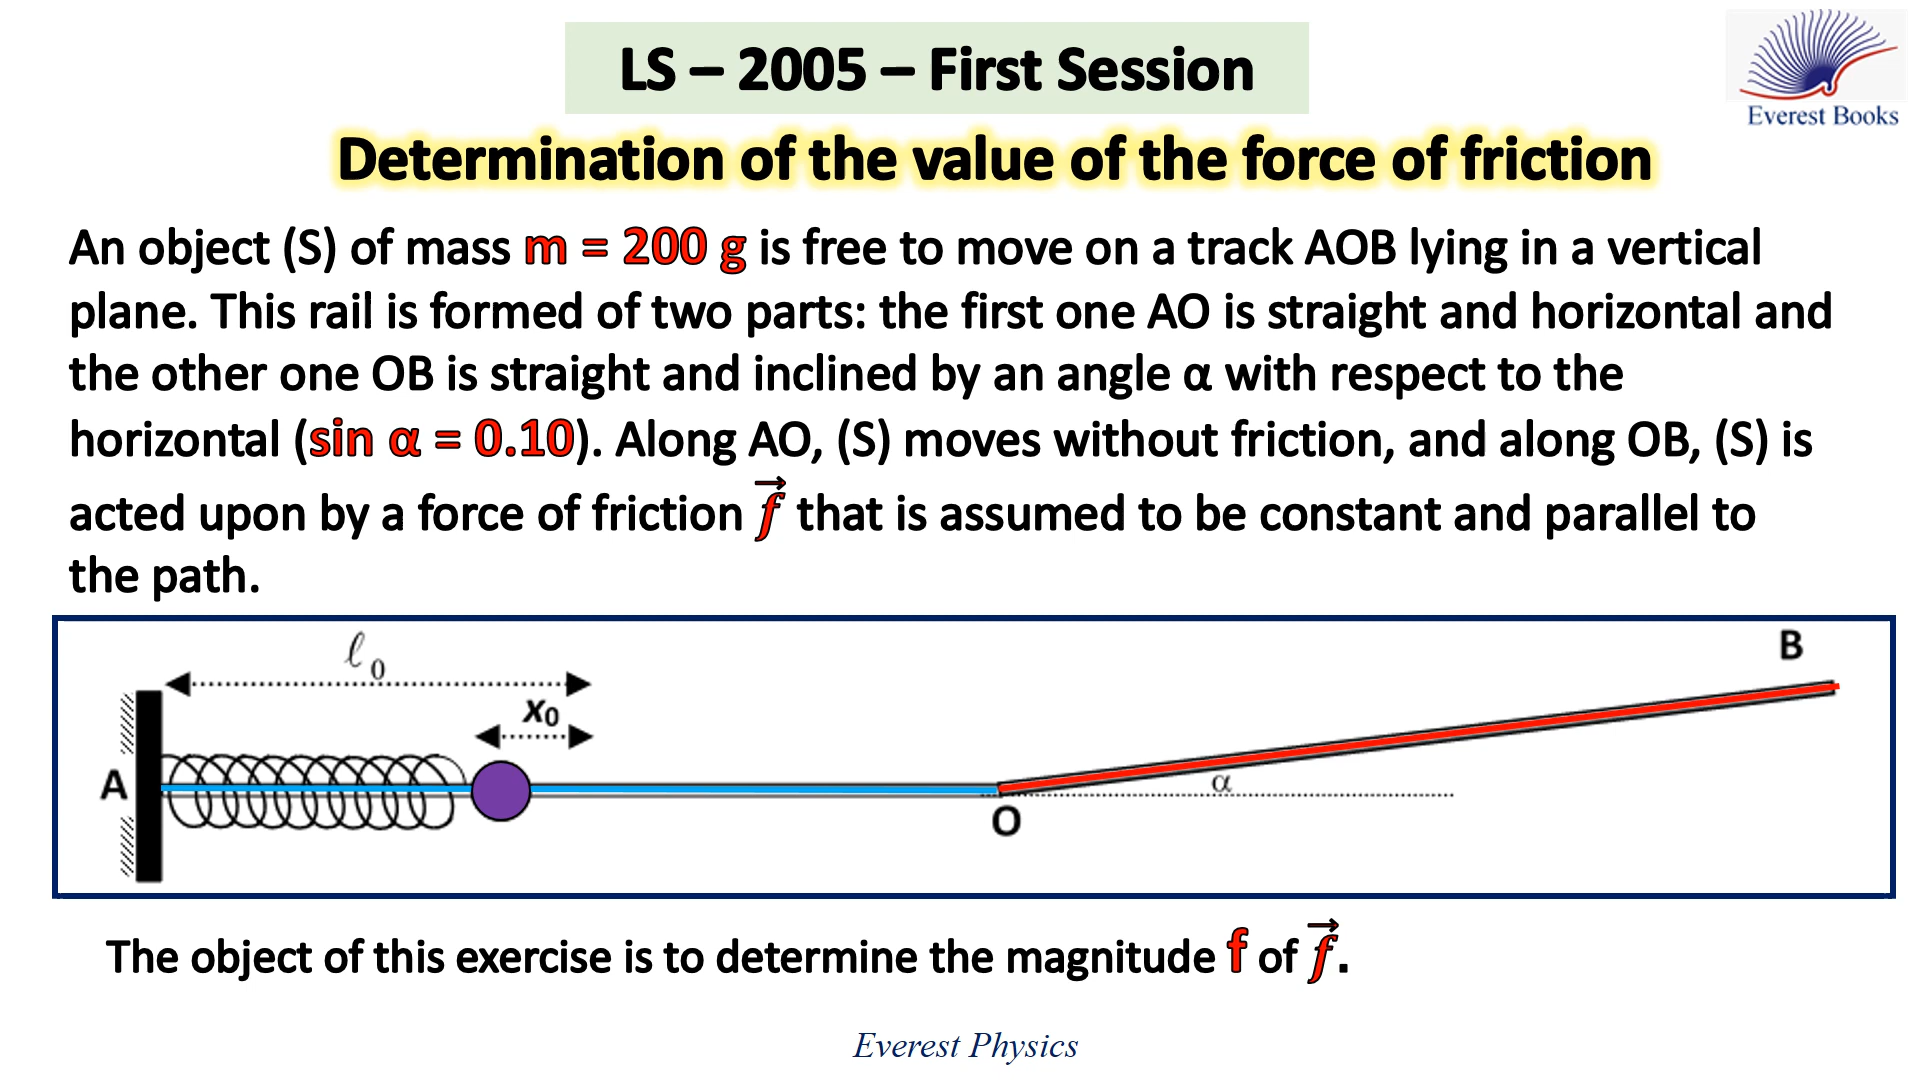 LS – 2005 – First Session
Everest Books
Determination of the value of the force of friction
An object (S) of mass m = 200 g is free to move on a track AOB lying in a vertical
plane. This rail is formed of two parts: the first one AO is straight and horizontal and
the other one OB is straight and inclined by an angle α with respect to the
horizontal (sin α = 0.10). Along AO, (S) moves without friction, and along OB, (S) is
acted upon by a force of friction f⃗ that is assumed to be constant and parallel to
the path.
ℓ₀
B
x₀
A
α
O
The object of this exercise is to determine the magnitude f of f⃗.
Everest Physics